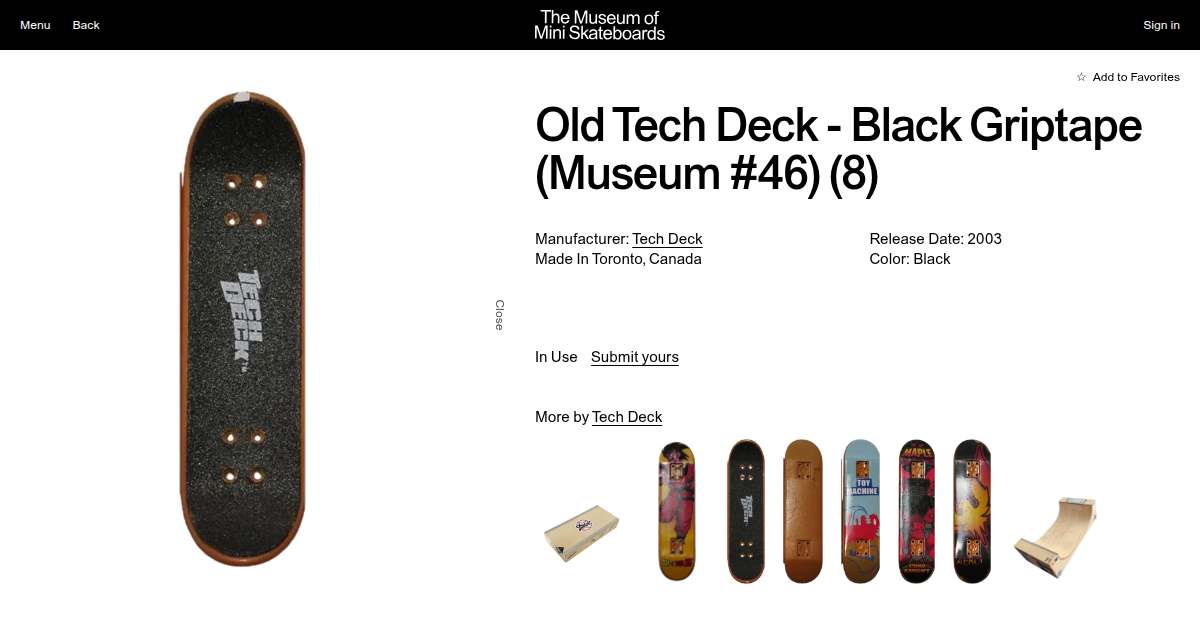 Menu
Back
The Museum of
Mini Skateboards
Sign in
☆ Add to Favorites
Old Tech Deck - Black Griptape
(Museum #46) (8)
Manufacturer: Tech Deck
Release Date: 2003
Made In Toronto, Canada
Color: Black
TECH
DECK™
Close
In Use
Submit yours
More by Tech Deck
TECH
DECK
TOY
MACHINE
MAPLE